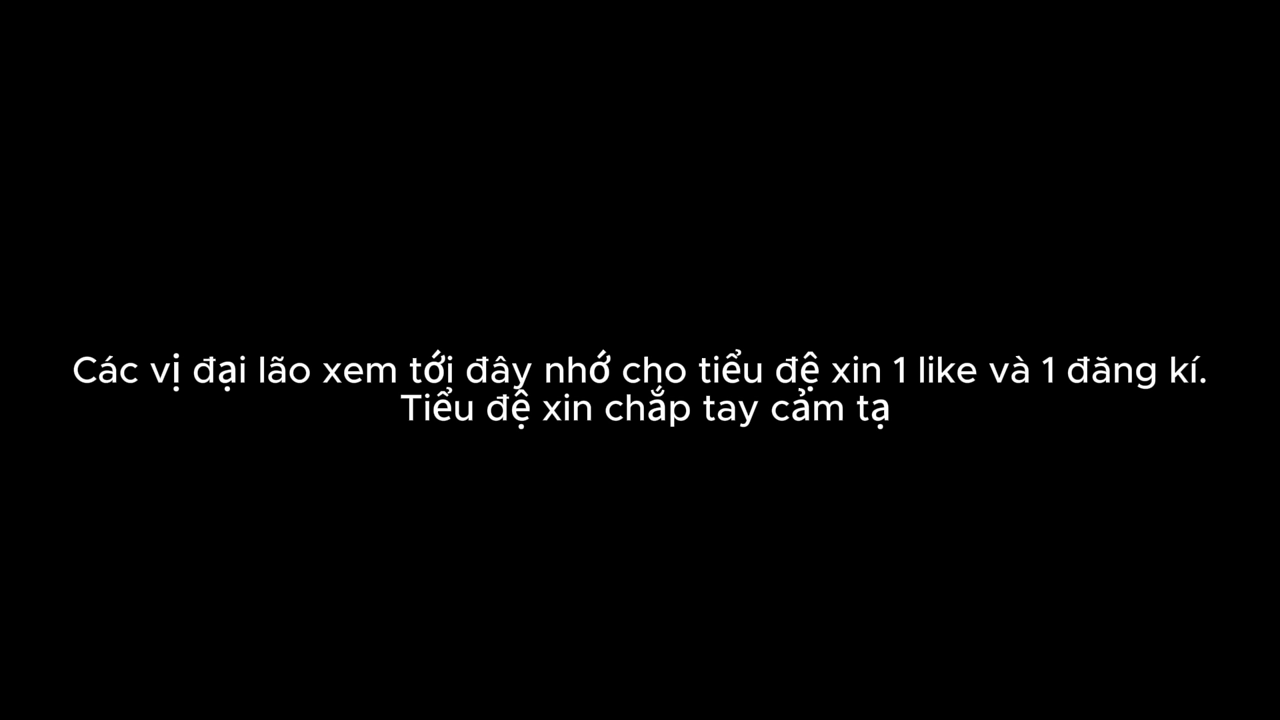 Các vị đại lão xem tới đây nhớ cho tiểu đệ xin 1 like và 1 đăng kí.
Tiểu đệ xin chắp tay cảm tạ